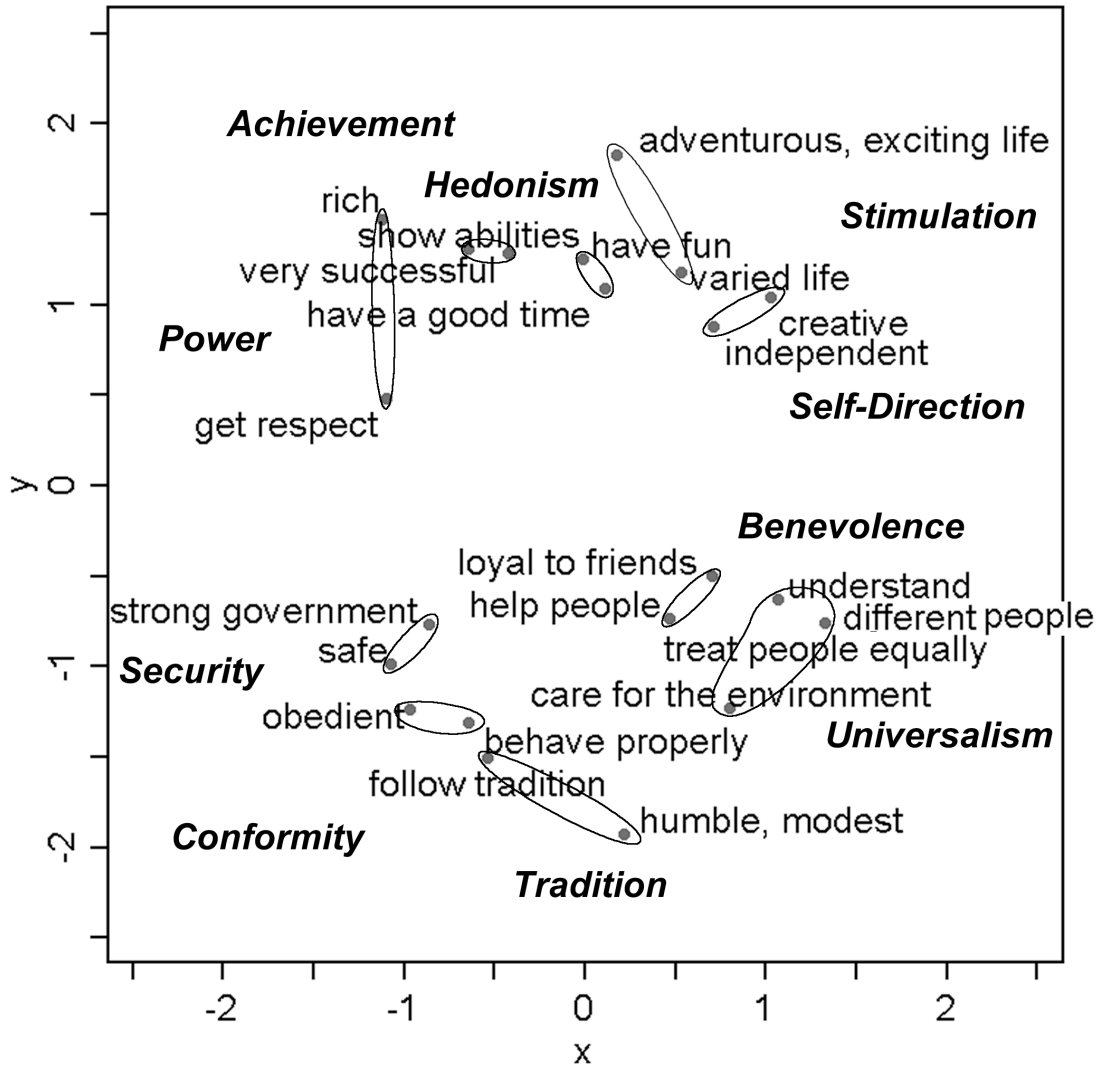 2
Achievement
adventurous, exciting life
Hedonism
rich
Stimulation
show abilities
have fun
very successful
varied life
1
have a good time
creative
Power
independent
Self-Direction
get respect
y
0
Benevolence
loyal to friends
understand
strong government
help people
different people
safe
treat people equally
-1
Security
care for the environment
obedient
Universalism
behave properly
follow tradition
humble, modest
-2
Conformity
Tradition
-2 -1 0 1 2
x